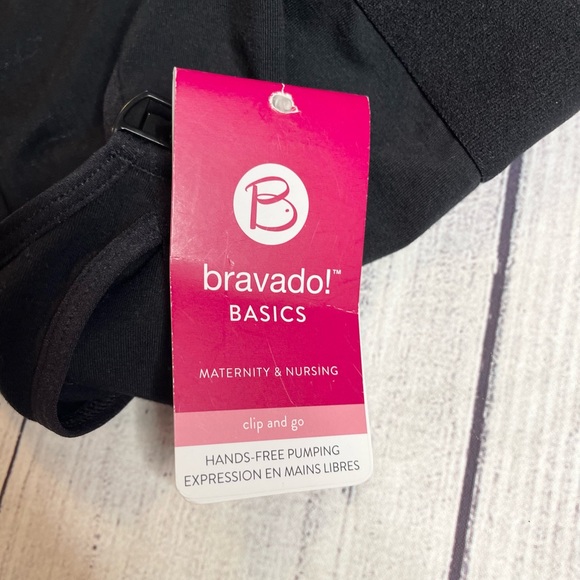 B
bravado!™
BASICS
MATERNITY & NURSING
clip and go
HANDS-FREE PUMPING
EXPRESSION EN MAINS LIBRES